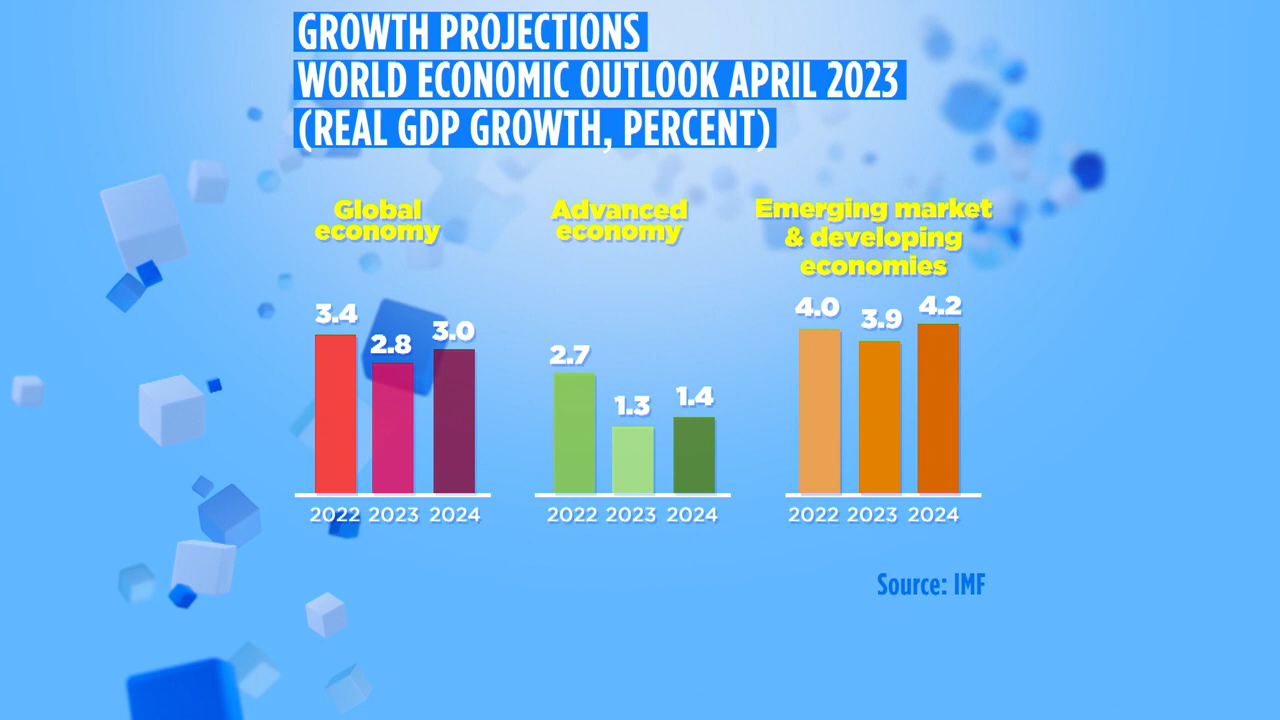 GROWTH PROJECTIONS
WORLD ECONOMIC OUTLOOK APRIL 2023
(REAL GDP GROWTH, PERCENT)
Global
economy
3.4
2.8
3.0
2022 2023 2024
Advanced
economy
2.7
1.3
1.4
2022 2023 2024
Emerging market
& developing
economies
4.0
3.9
4.2
2022 2023 2024
Source: IMF